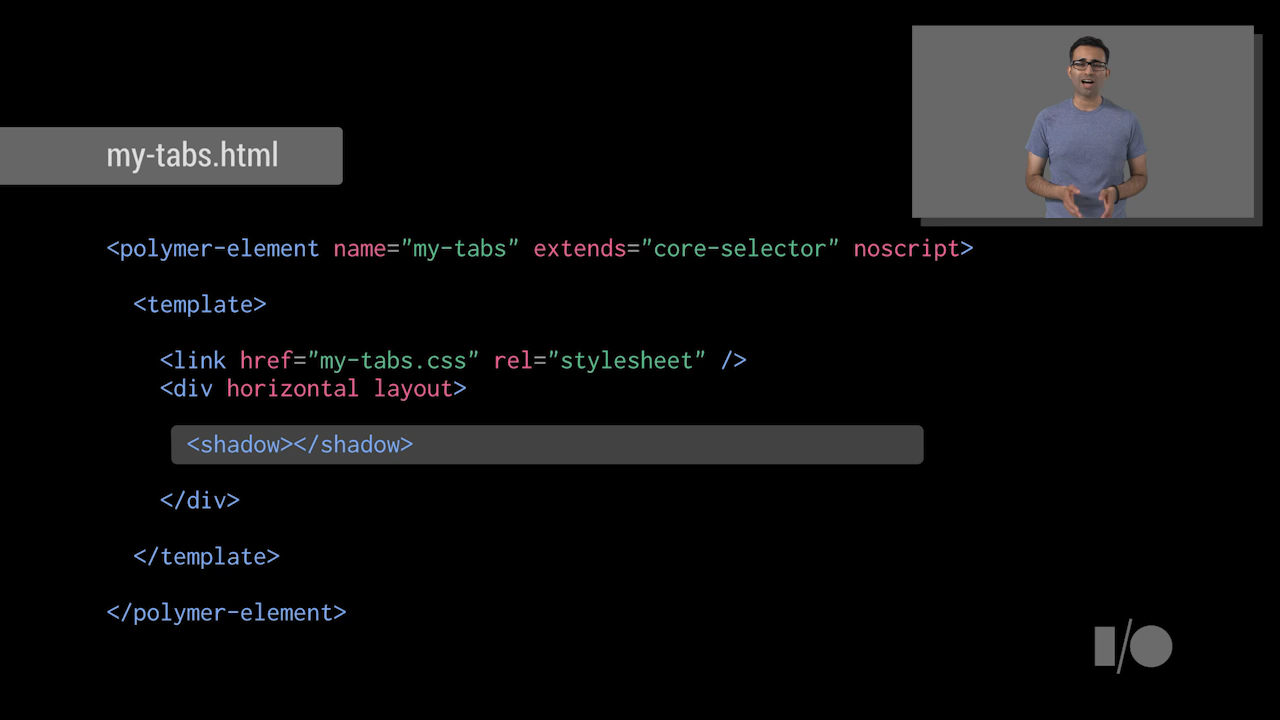 my-tabs.html
<polymer-element name="my-tabs" extends="core-selector" noscript>
<template>
<link href="my-tabs.css" rel="stylesheet" />
<div horizontal layout>
<shadow></shadow>
</div>
</template>
</polymer-element>
I/O